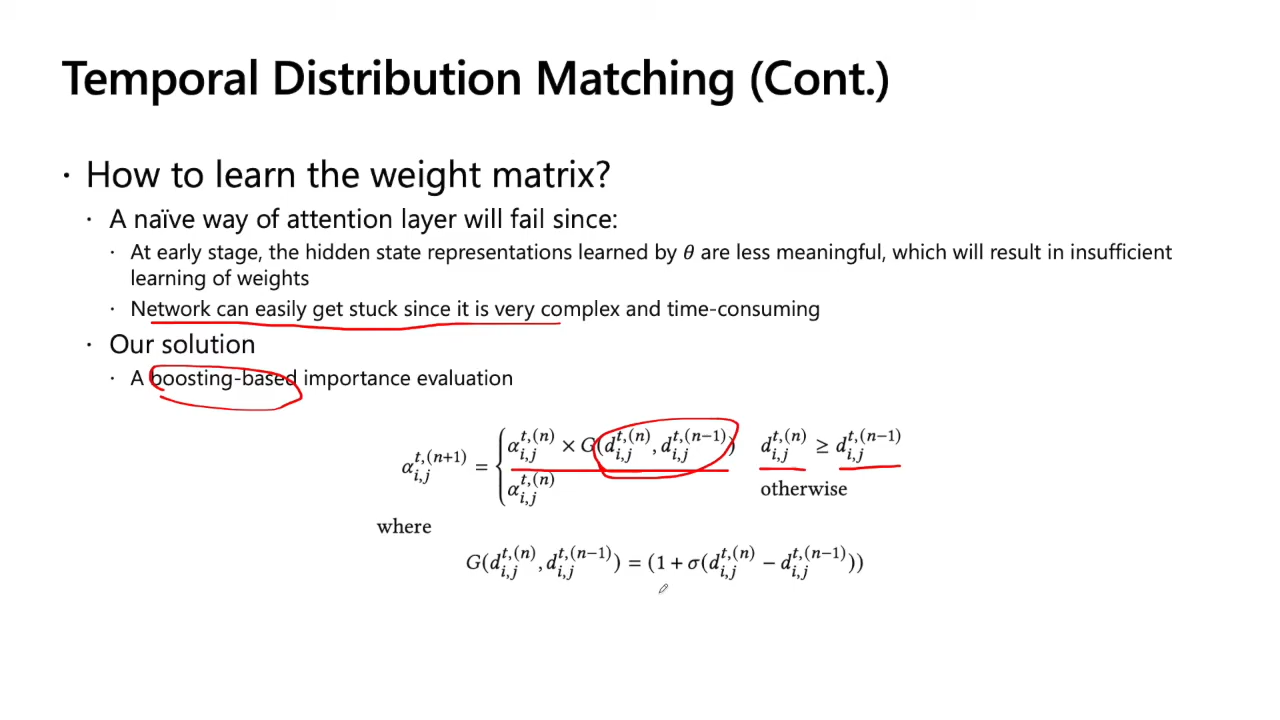 Temporal Distribution Matching (Cont.)
· How to learn the weight matrix?
· A naïve way of attention layer will fail since:
· At early stage, the hidden state representations learned by θ are less meaningful, which will result in insufficient
learning of weights
· Network can easily get stuck since it is very complex and time-consuming
· Our solution
· A boosting-based importance evaluation
α_{i,j}^{t,(n+1)} = { α_{i,j}^{t,(n)} × G(d_{i,j}^{t,(n)}, d_{i,j}^{t,(n−1)}) d_{i,j}^{t,(n)} ≥ d_{i,j}^{t,(n−1)}
α_{i,j}^{t,(n)} otherwise
where
G(d_{i,j}^{t,(n)}, d_{i,j}^{t,(n−1)}) = (1 + σ(d_{i,j}^{t,(n)} − d_{i,j}^{t,(n−1)}))